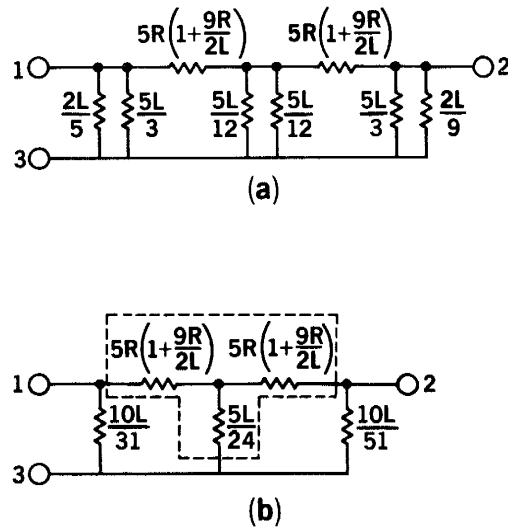 5R(1+9R/2L) 5R(1+9R/2L)
1 2
2L/5 5L/3 5L/12 5L/12 5L/3 2L/9
3
(a)
5R(1+9R/2L) 5R(1+9R/2L)
1 2
10L/31 5L/24 10L/51
3
(b)